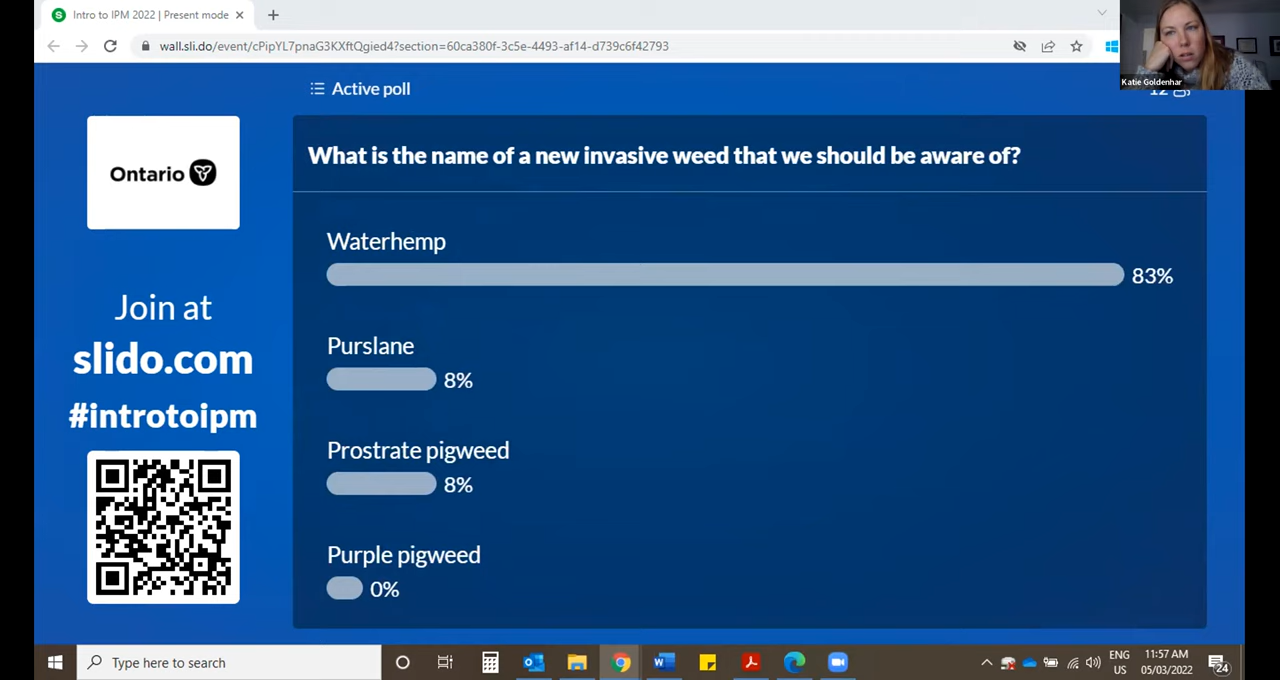 Intro to IPM 2022 | Present mode
wall.sli.do/event/cPipYL7pnaG3KXftQgied4?section=60ca380f-3c5e-4493-af14-d739c6f42793
Katie Goldenhar
Active poll
12
Ontario
What is the name of a new invasive weed that we should be aware of?
Waterhemp
83%
Purslane
8%
Prostrate pigweed
8%
Purple pigweed
0%
Join at
slido.com
#introtoipm
Type here to search
ENG
US
11:57 AM
05/03/2022
24